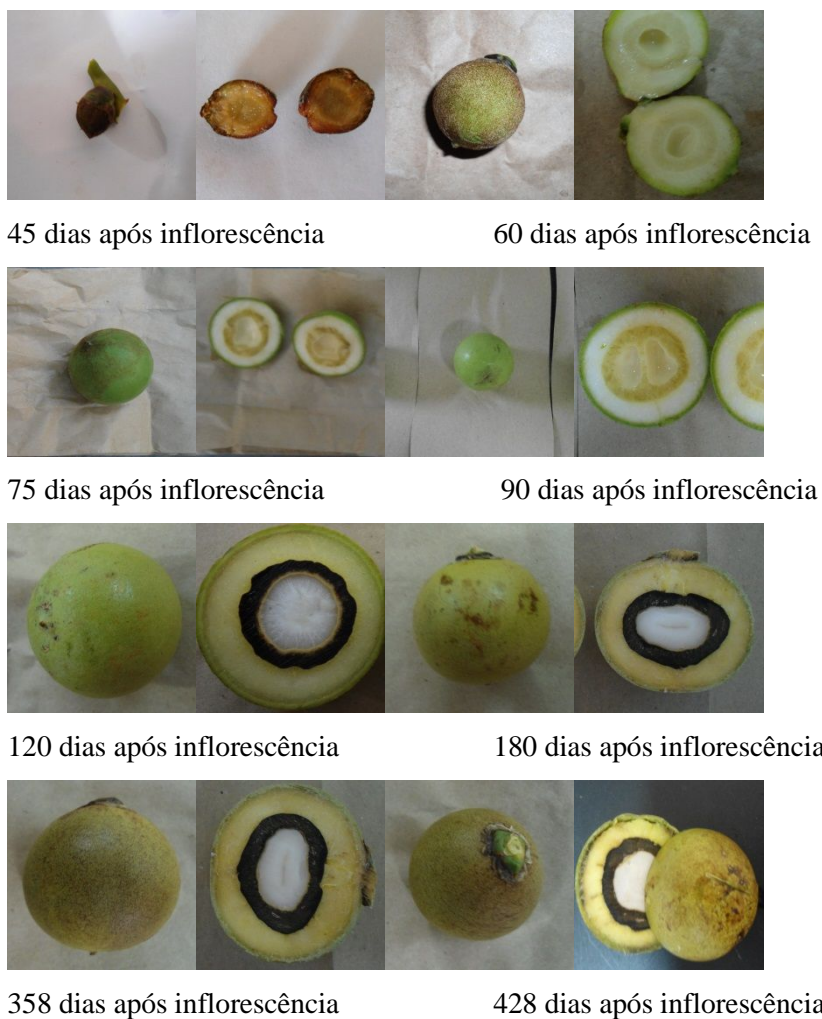 45 dias após inflorescência 60 dias após inflorescência
75 dias após inflorescência 90 dias após inflorescência
120 dias após inflorescência 180 dias após inflorescência
358 dias após inflorescência 428 dias após inflorescência